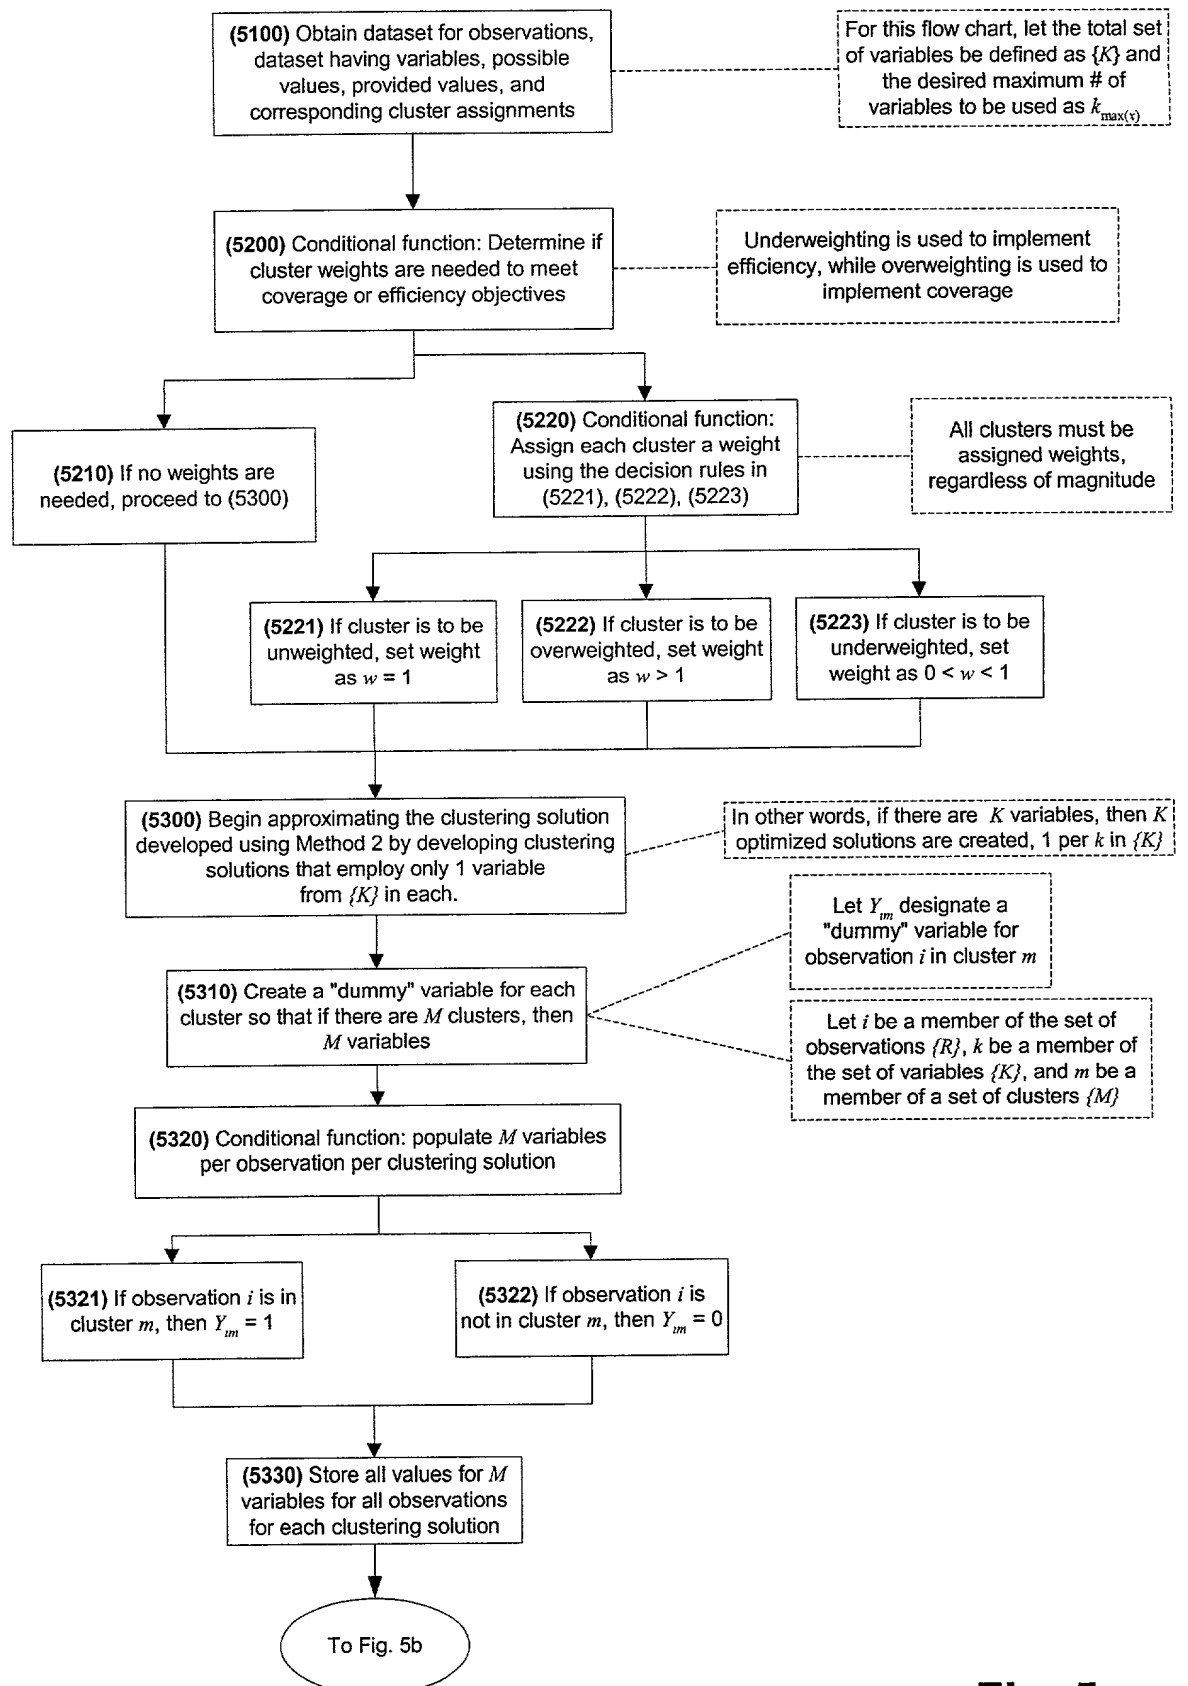 (5100) Obtain dataset for observations,
dataset having variables, possible
values, provided values, and
corresponding cluster assignments
For this flow chart, let the total set
of variables be defined as {K} and
the desired maximum # of
variables to be used as k max(x)
(5200) Conditional function: Determine if
cluster weights are needed to meet
coverage or efficiency objectives
Underweighting is used to implement
efficiency, while overweighting is used to
implement coverage
(5210) If no weights are
needed, proceed to (5300)
(5220) Conditional function:
Assign each cluster a weight
using the decision rules in
(5221), (5222), (5223)
All clusters must be
assigned weights,
regardless of magnitude
(5221) If cluster is to be
unweighted, set weight
as w = 1
(5222) If cluster is to be
overweighted, set weight
as w > 1
(5223) If cluster is to be
underweighted, set
weight as 0 < w < 1
(5300) Begin approximating the clustering solution
developed using Method 2 by developing clustering
solutions that employ only 1 variable
from {K} in each.
In other words, if there are K variables, then K
optimized solutions are created, 1 per k in {K}
(5310) Create a "dummy" variable for each
cluster so that if there are M clusters, then
M variables
Let Yim designate a
"dummy" variable for
observation i in cluster m
Let i be a member of the set of
observations {R}, k be a member of
the set of variables {K}, and m be a
member of a set of clusters {M}
(5320) Conditional function: populate M variables
per observation per clustering solution
(5321) If observation i is in
cluster m, then Yim = 1
(5322) If observation i is
not in cluster m, then Yim = 0
(5330) Store all values for M
variables for all observations
for each clustering solution
To Fig. 5b